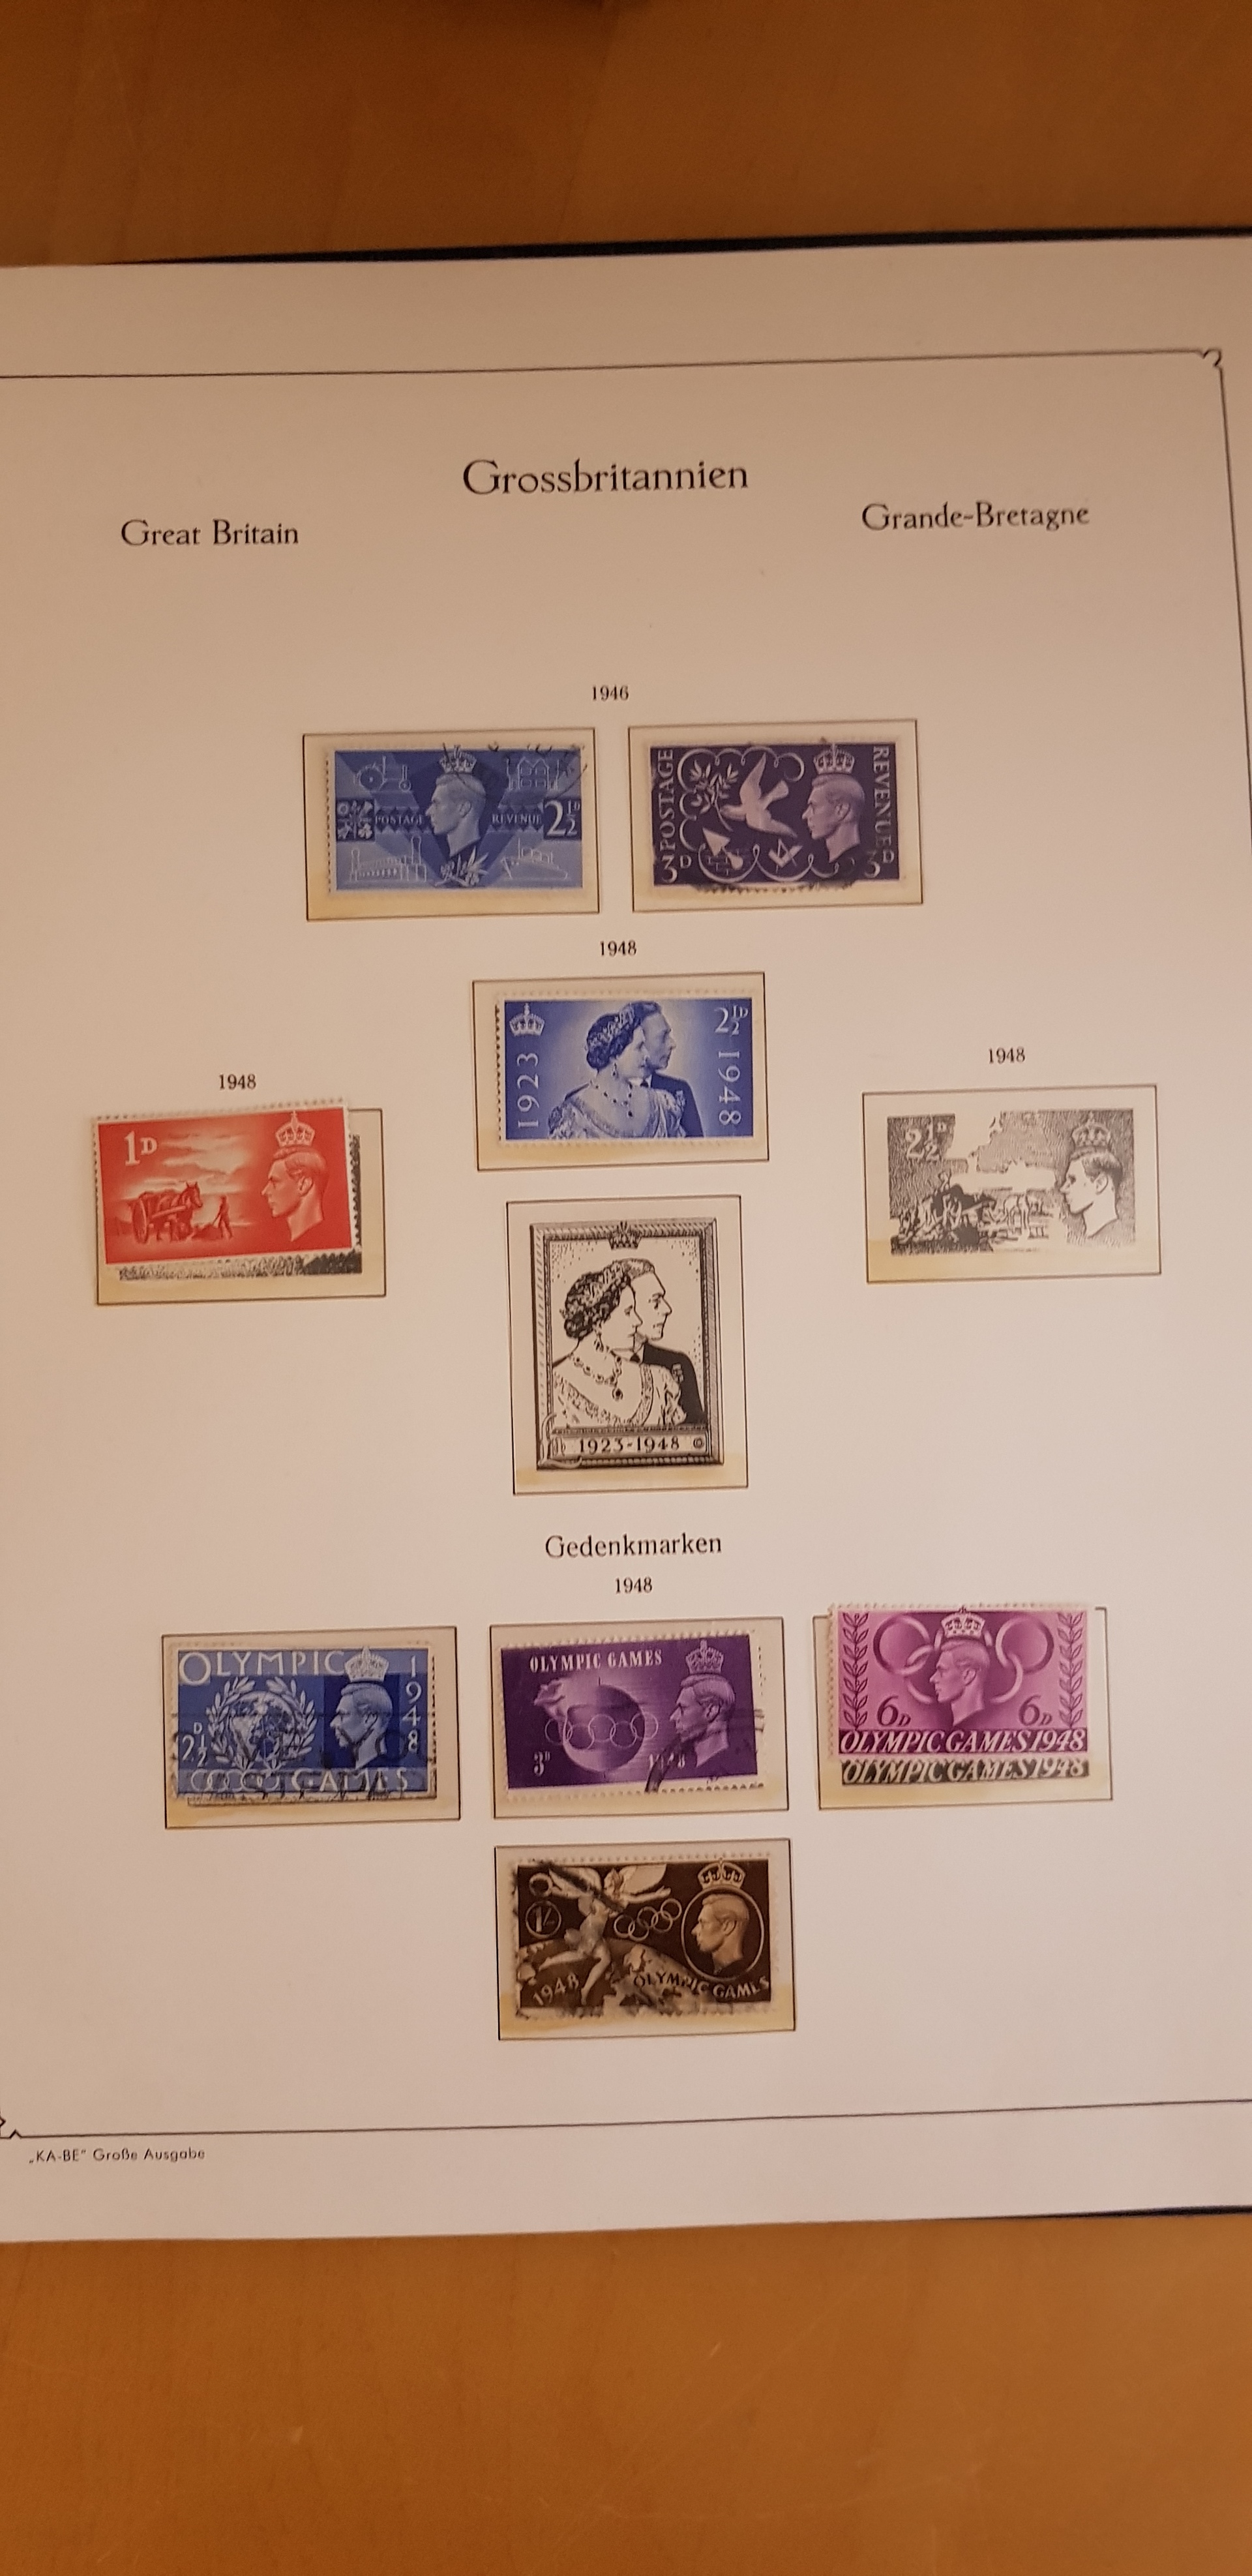 Grossbritannien
Great Britain
Grande-Bretagne
1946
POSTAGE REVENUE 2½D
POSTAGE 3D
REVENUE 3D
1948
1923
2½D 1948
1948
1D
1948
2½D
1923-1948
Gedenkmarken
1948
OLYMPIC 1948
2½D
GAMES
OLYMPIC GAMES
3D 1948
6D 6D
OLYMPIC GAMES 1948
OLYMPIC GAMES 1948
1/-
1948 OLYMPIC GAMES
„KA-BE“ Große Ausgabe